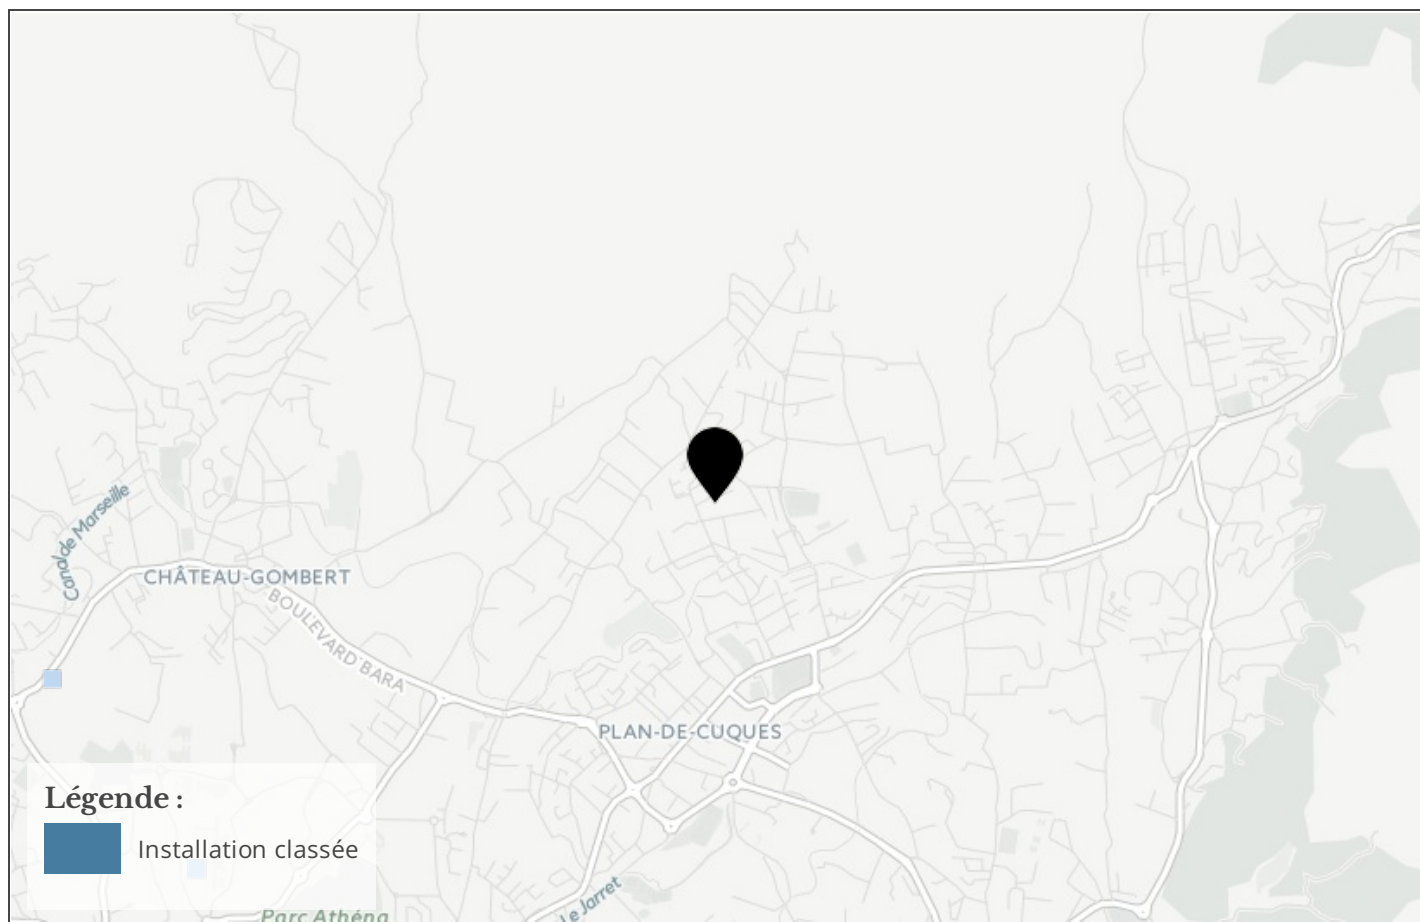 Canal de Marseille
CHÂTEAU-GOMBERT
BOULEVARD BARA
PLAN-DE-CUQUES
Légende :
Installation classée
Le Jarret
Parc Athéna